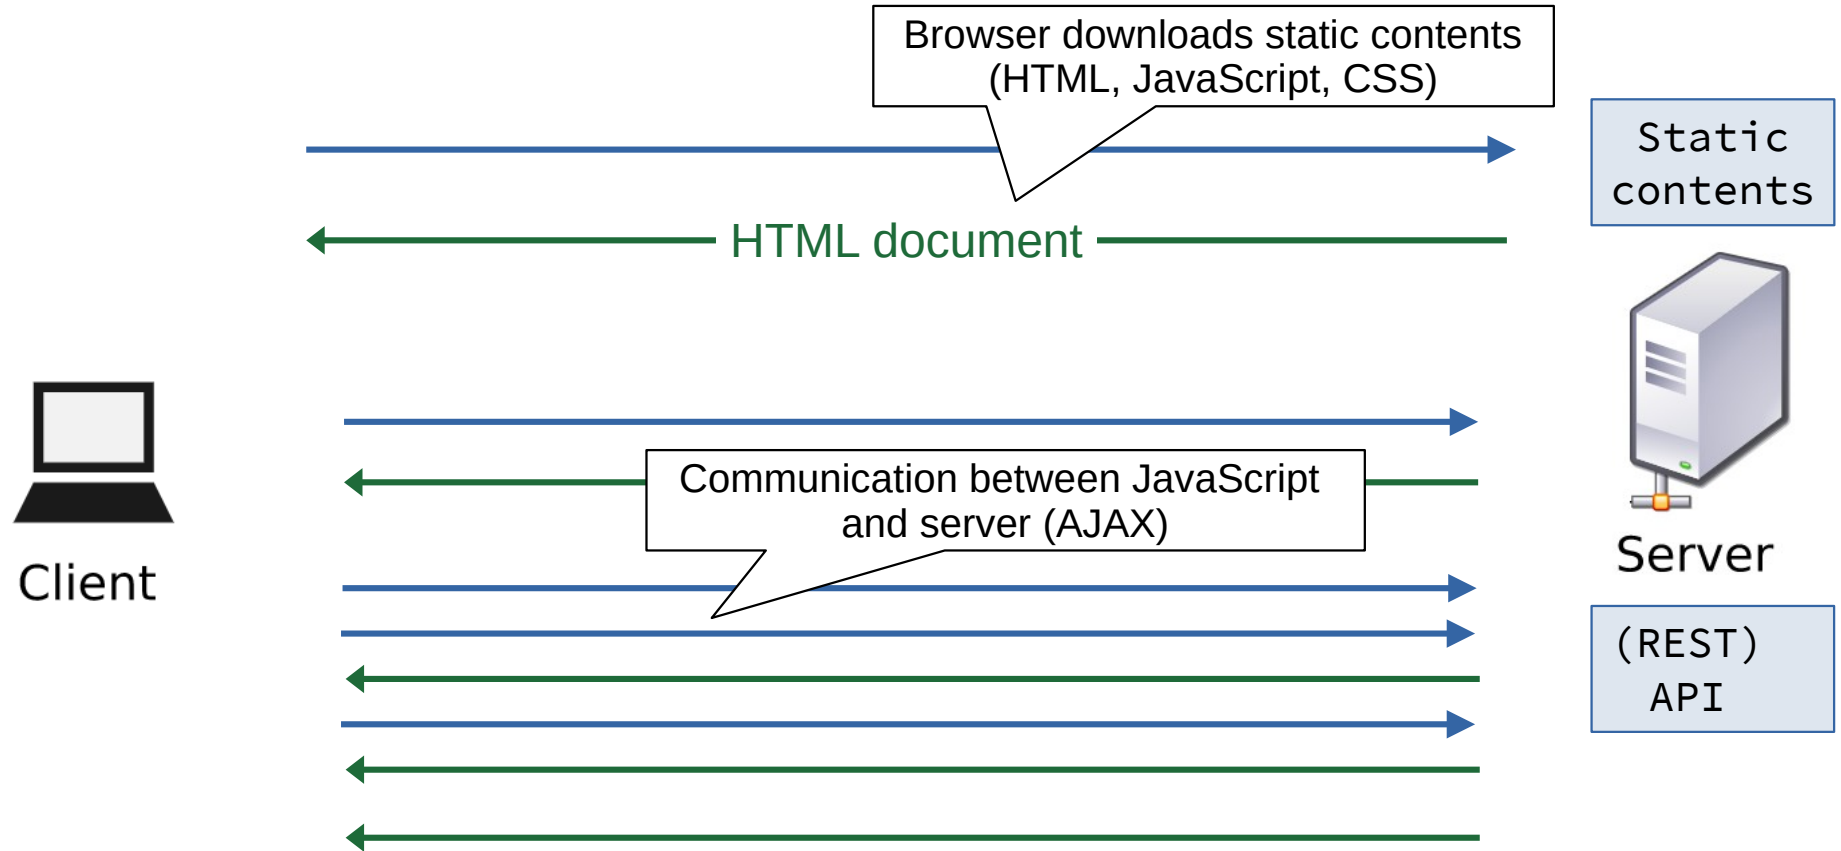 Browser downloads static contents
(HTML, JavaScript, CSS)
Static
contents
HTML document
Communication between JavaScript
and server (AJAX)
Client
Server
(REST)
API